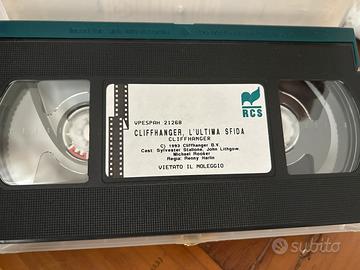 RCS
VPESPAH 21268
CLIFFHANGER, L'ULTIMA SFIDA
CLIFFHANGER
(C) 1993 Cliffhanger B.V.
Cast: Sylvester Stallone, John Lithgow,
Michael Rooker
Regia: Renny Harlin
VIETATO IL NOLEGGIO
subito